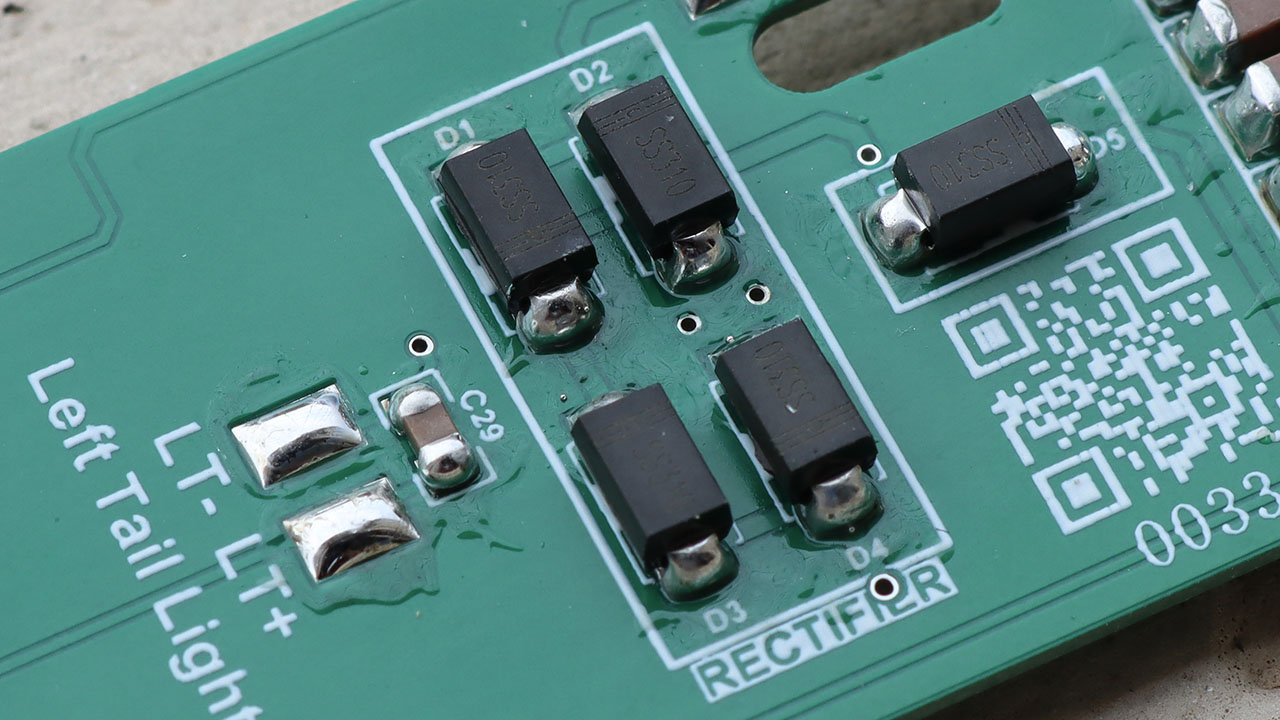 D2
D1
D5
SS310
SS310
SS310
SS310
C29
LT-
LT+
Left Tail Light
D4
D3
RECTIFIER
0033